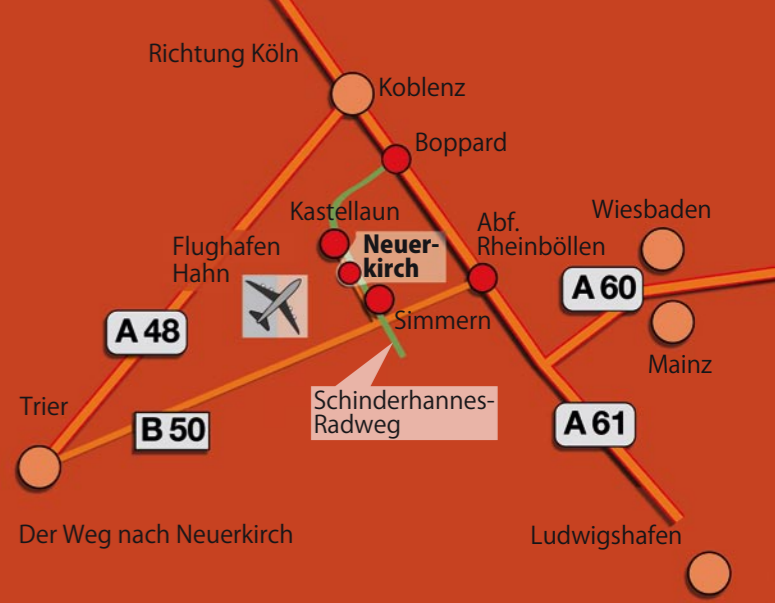 Richtung Köln
Koblenz
Boppard
Kastellaun
Abf.
Rheinböllen
Wiesbaden
Neuer-
kirch
Flughafen
Hahn
A 60
Simmern
A 48
Mainz
Schinderhannes-
Radweg
Trier
B 50
A 61
Der Weg nach Neuerkirch
Ludwigshafen